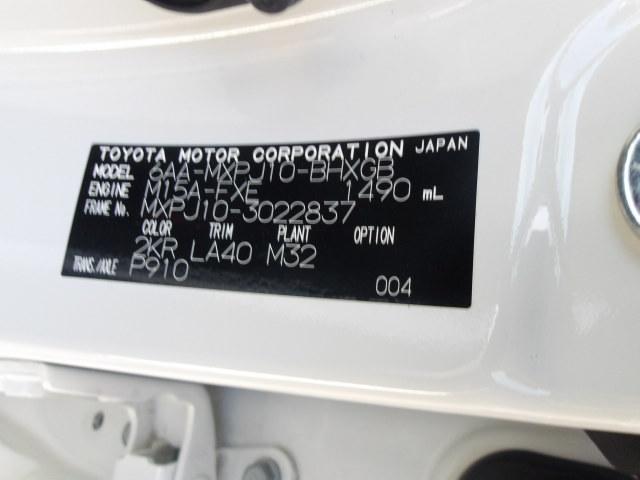 TOYOTA MOTOR CORPORATION JAPAN
MODEL 6AA-MXPJ10-BHXGB
ENGINE M15A-FXE 1490 mL
FRAME No. MXPJ10-3022837
COLOR TRIM PLANT OPTION
2KR LA40 M32
TRANS./AXLE P910 004